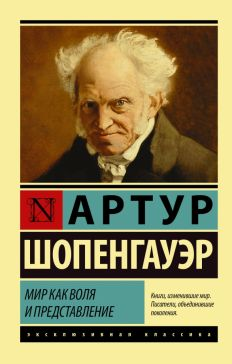 N АРТУР
ШОПЕНГАУЭР
МИР КАК ВОЛЯ
И ПРЕДСТАВЛЕНИЕ
Книги, изменившие мир.
Писатели, объединившие
поколения.
ЭКСКЛЮЗИВНАЯ КЛАССИКА